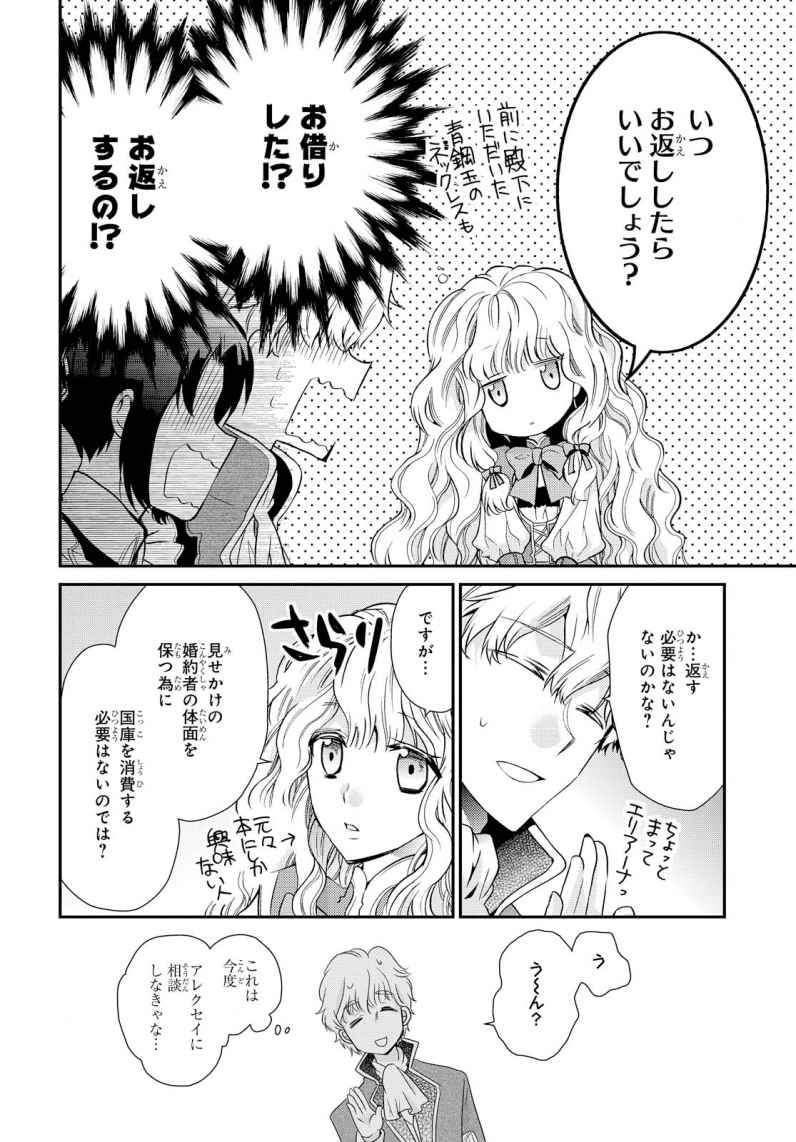 いつ
お返ししたら
いいでしょう？
前に殿下に
いただいた
青鋼玉の
ネックレスも
お借り
した!?
お返し
するの!?
か…返す
必要はないんじゃ
ないのかな？
ちょっと
まって
エリアーナっ
ですが…
さらり
見せかけの
婚約者の体面を
保つ為に
国庫を消費する
必要はないのでは？
元々
本にしか
興味
ない人
う
う〜ん？
これは
今度
アレクセイに
相談
しなきゃな…